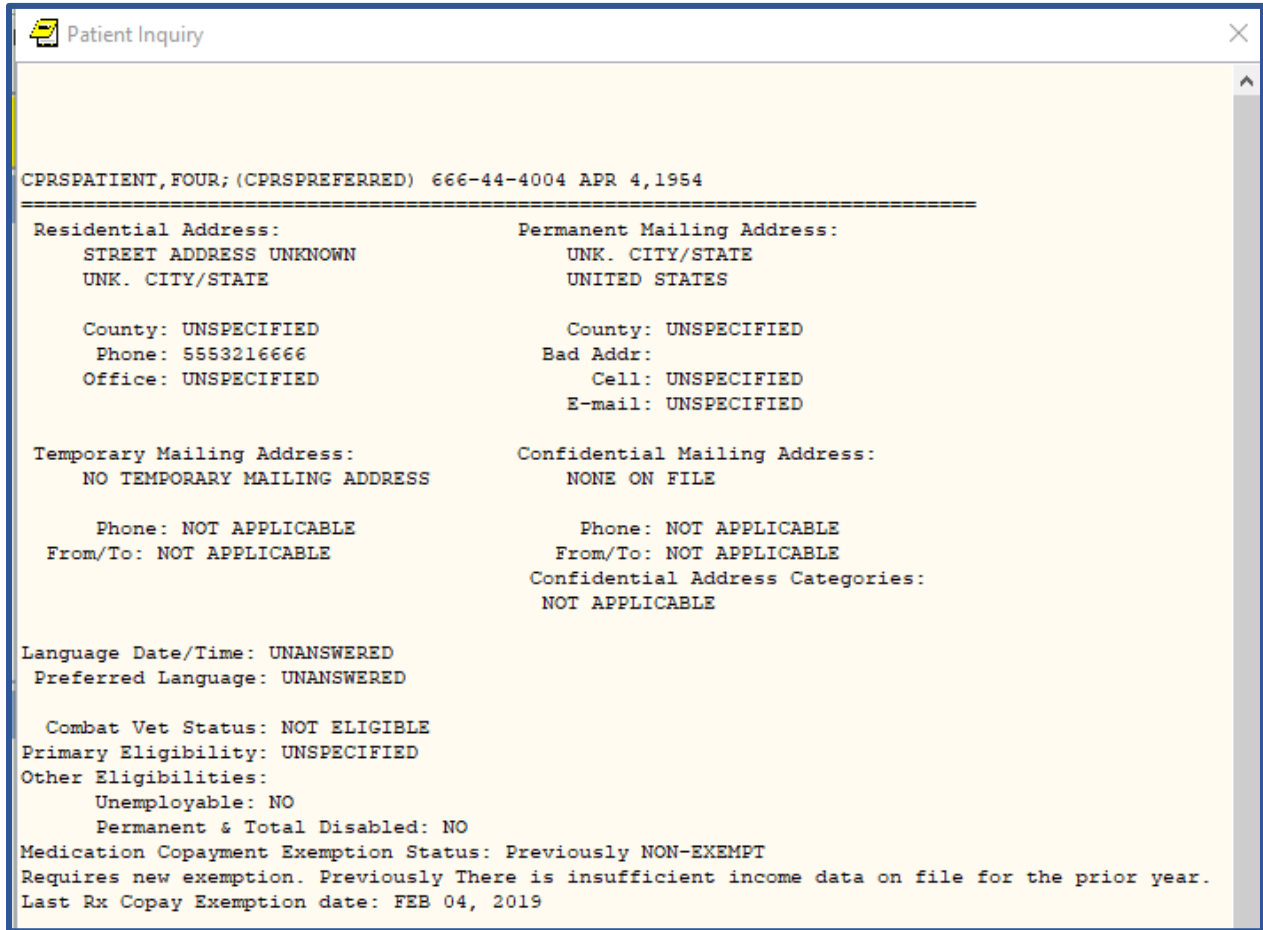 Patient Inquiry
CPRSPATIENT,FOUR;(CPRSPREFERRED) 666-44-4004 APR 4,1954
=============================================================================
Residential Address: Permanent Mailing Address:
STREET ADDRESS UNKNOWN UNK. CITY/STATE
UNK. CITY/STATE UNITED STATES
County: UNSPECIFIED County: UNSPECIFIED
Phone: 5553216666 Bad Addr:
Office: UNSPECIFIED Cell: UNSPECIFIED
E-mail: UNSPECIFIED
Temporary Mailing Address: Confidential Mailing Address:
NO TEMPORARY MAILING ADDRESS NONE ON FILE
Phone: NOT APPLICABLE Phone: NOT APPLICABLE
From/To: NOT APPLICABLE From/To: NOT APPLICABLE
Confidential Address Categories:
NOT APPLICABLE
Language Date/Time: UNANSWERED
Preferred Language: UNANSWERED
Combat Vet Status: NOT ELIGIBLE
Primary Eligibility: UNSPECIFIED
Other Eligibilities:
Unemployable: NO
Permanent & Total Disabled: NO
Medication Copayment Exemption Status: Previously NON-EXEMPT
Requires new exemption. Previously There is insufficient income data on file for the prior year.
Last Rx Copay Exemption date: FEB 04, 2019